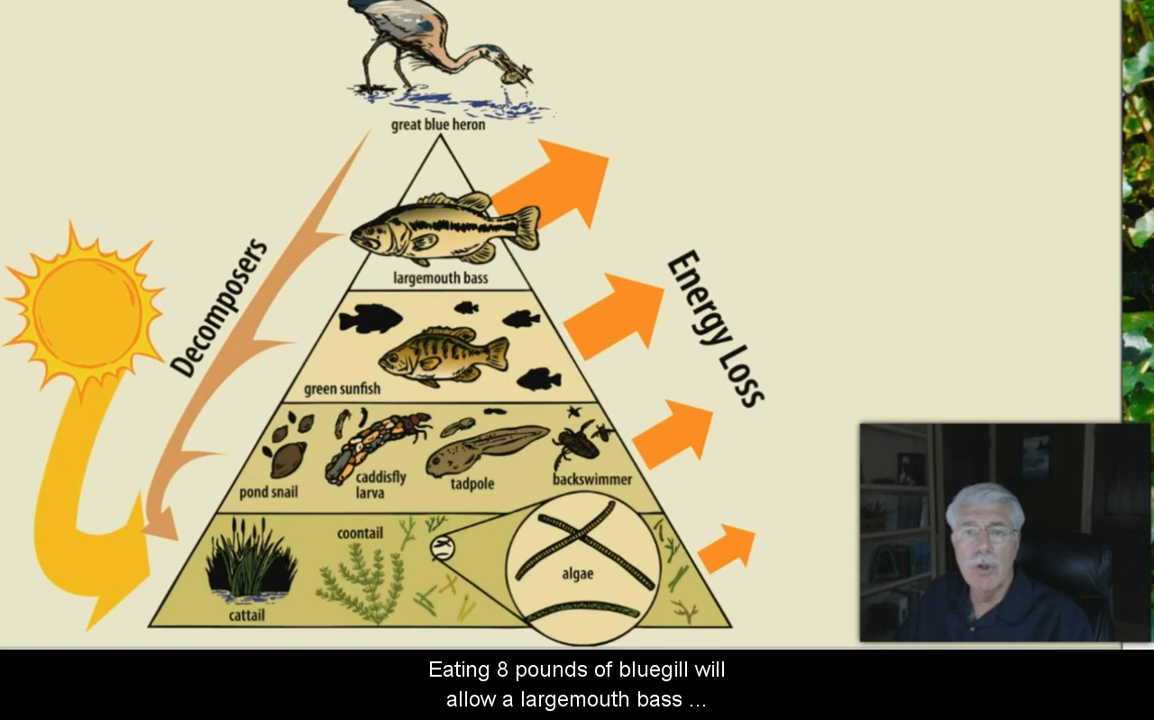 great blue heron
largemouth bass
Decomposers
Energy Loss
green sunfish
pond snail
caddisfly
larva
tadpole
backswimmer
coontail
algae
cattail
Eating 8 pounds of bluegill will
allow a largemouth bass ...